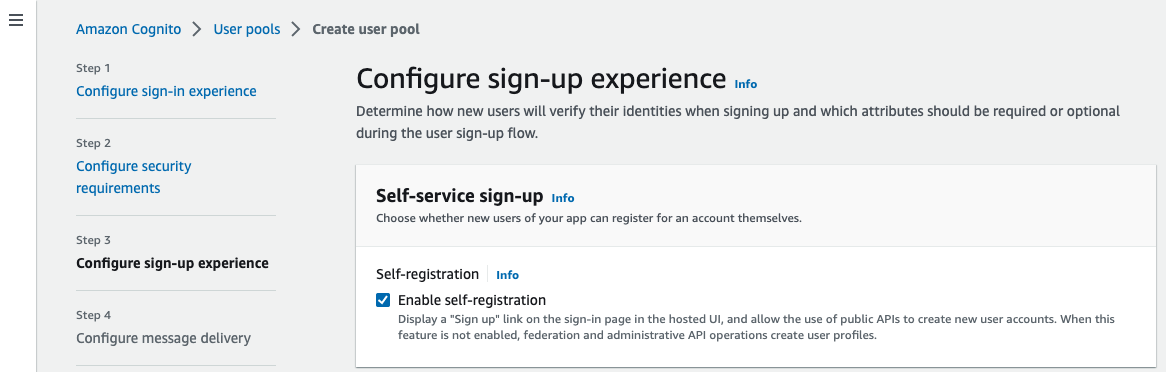 Amazon Cognito > User pools > Create user pool
Step 1
Configure sign-in experience
Step 2
Configure security
requirements
Step 3
Configure sign-up experience
Step 4
Configure message delivery
Configure sign-up experience Info
Determine how new users will verify their identities when signing up and which attributes should be required or optional
during the user sign-up flow.
Self-service sign-up Info
Choose whether new users of your app can register for an account themselves.
Self-registration Info
Enable self-registration
Display a "Sign up" link on the sign-in page in the hosted UI, and allow the use of public APIs to create new user accounts. When this
feature is not enabled, federation and administrative API operations create user profiles.